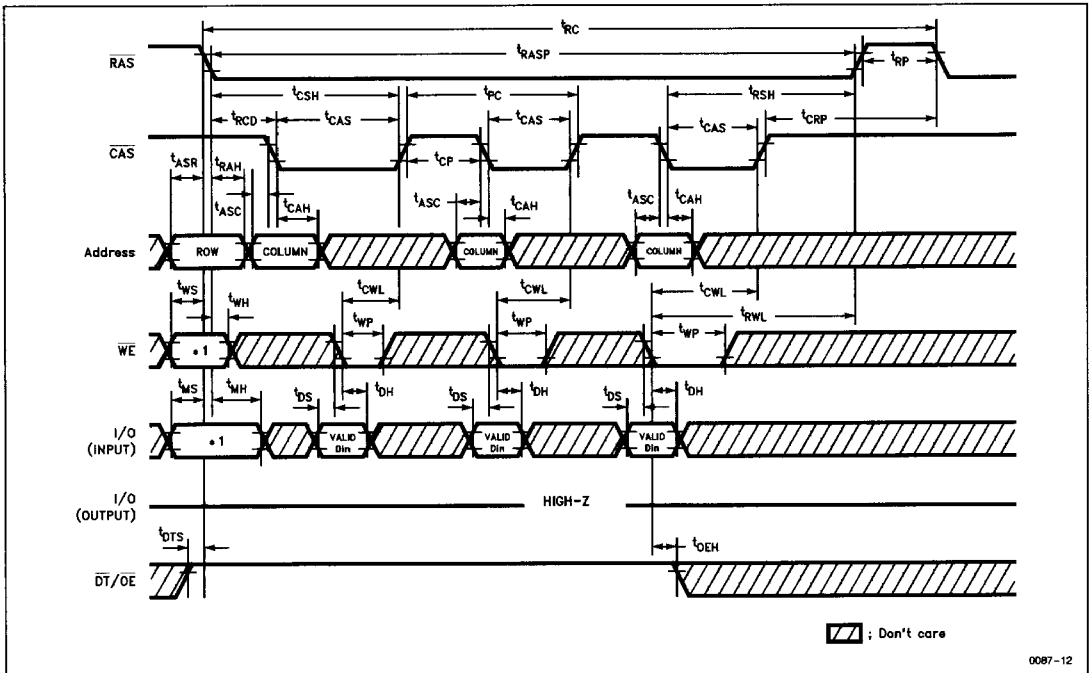 tRC
RAS
tRASP
tRP
tCSH
tPC
tRSH
tRCD
tCAS
tCAS
tCAS
tCRP
CAS
tCP
tASR
tRAH
tASC
tCAH
tASC
tCAH
tASC
tCAH
Address
ROW
COLUMN
COLUMN
COLUMN
tWS
tWH
tCWL
tCWL
tCWL
tRWL
tWP
tWP
tWP
WE
*1
tMS
tMH
tDS
tDH
tDS
tDH
tDS
tDH
I/O
(INPUT)
*1
VALID
Din
VALID
Din
VALID
Din
I/O
(OUTPUT)
HIGH-Z
tDTS
tOEH
DT/OE
; Don't care
0087-12